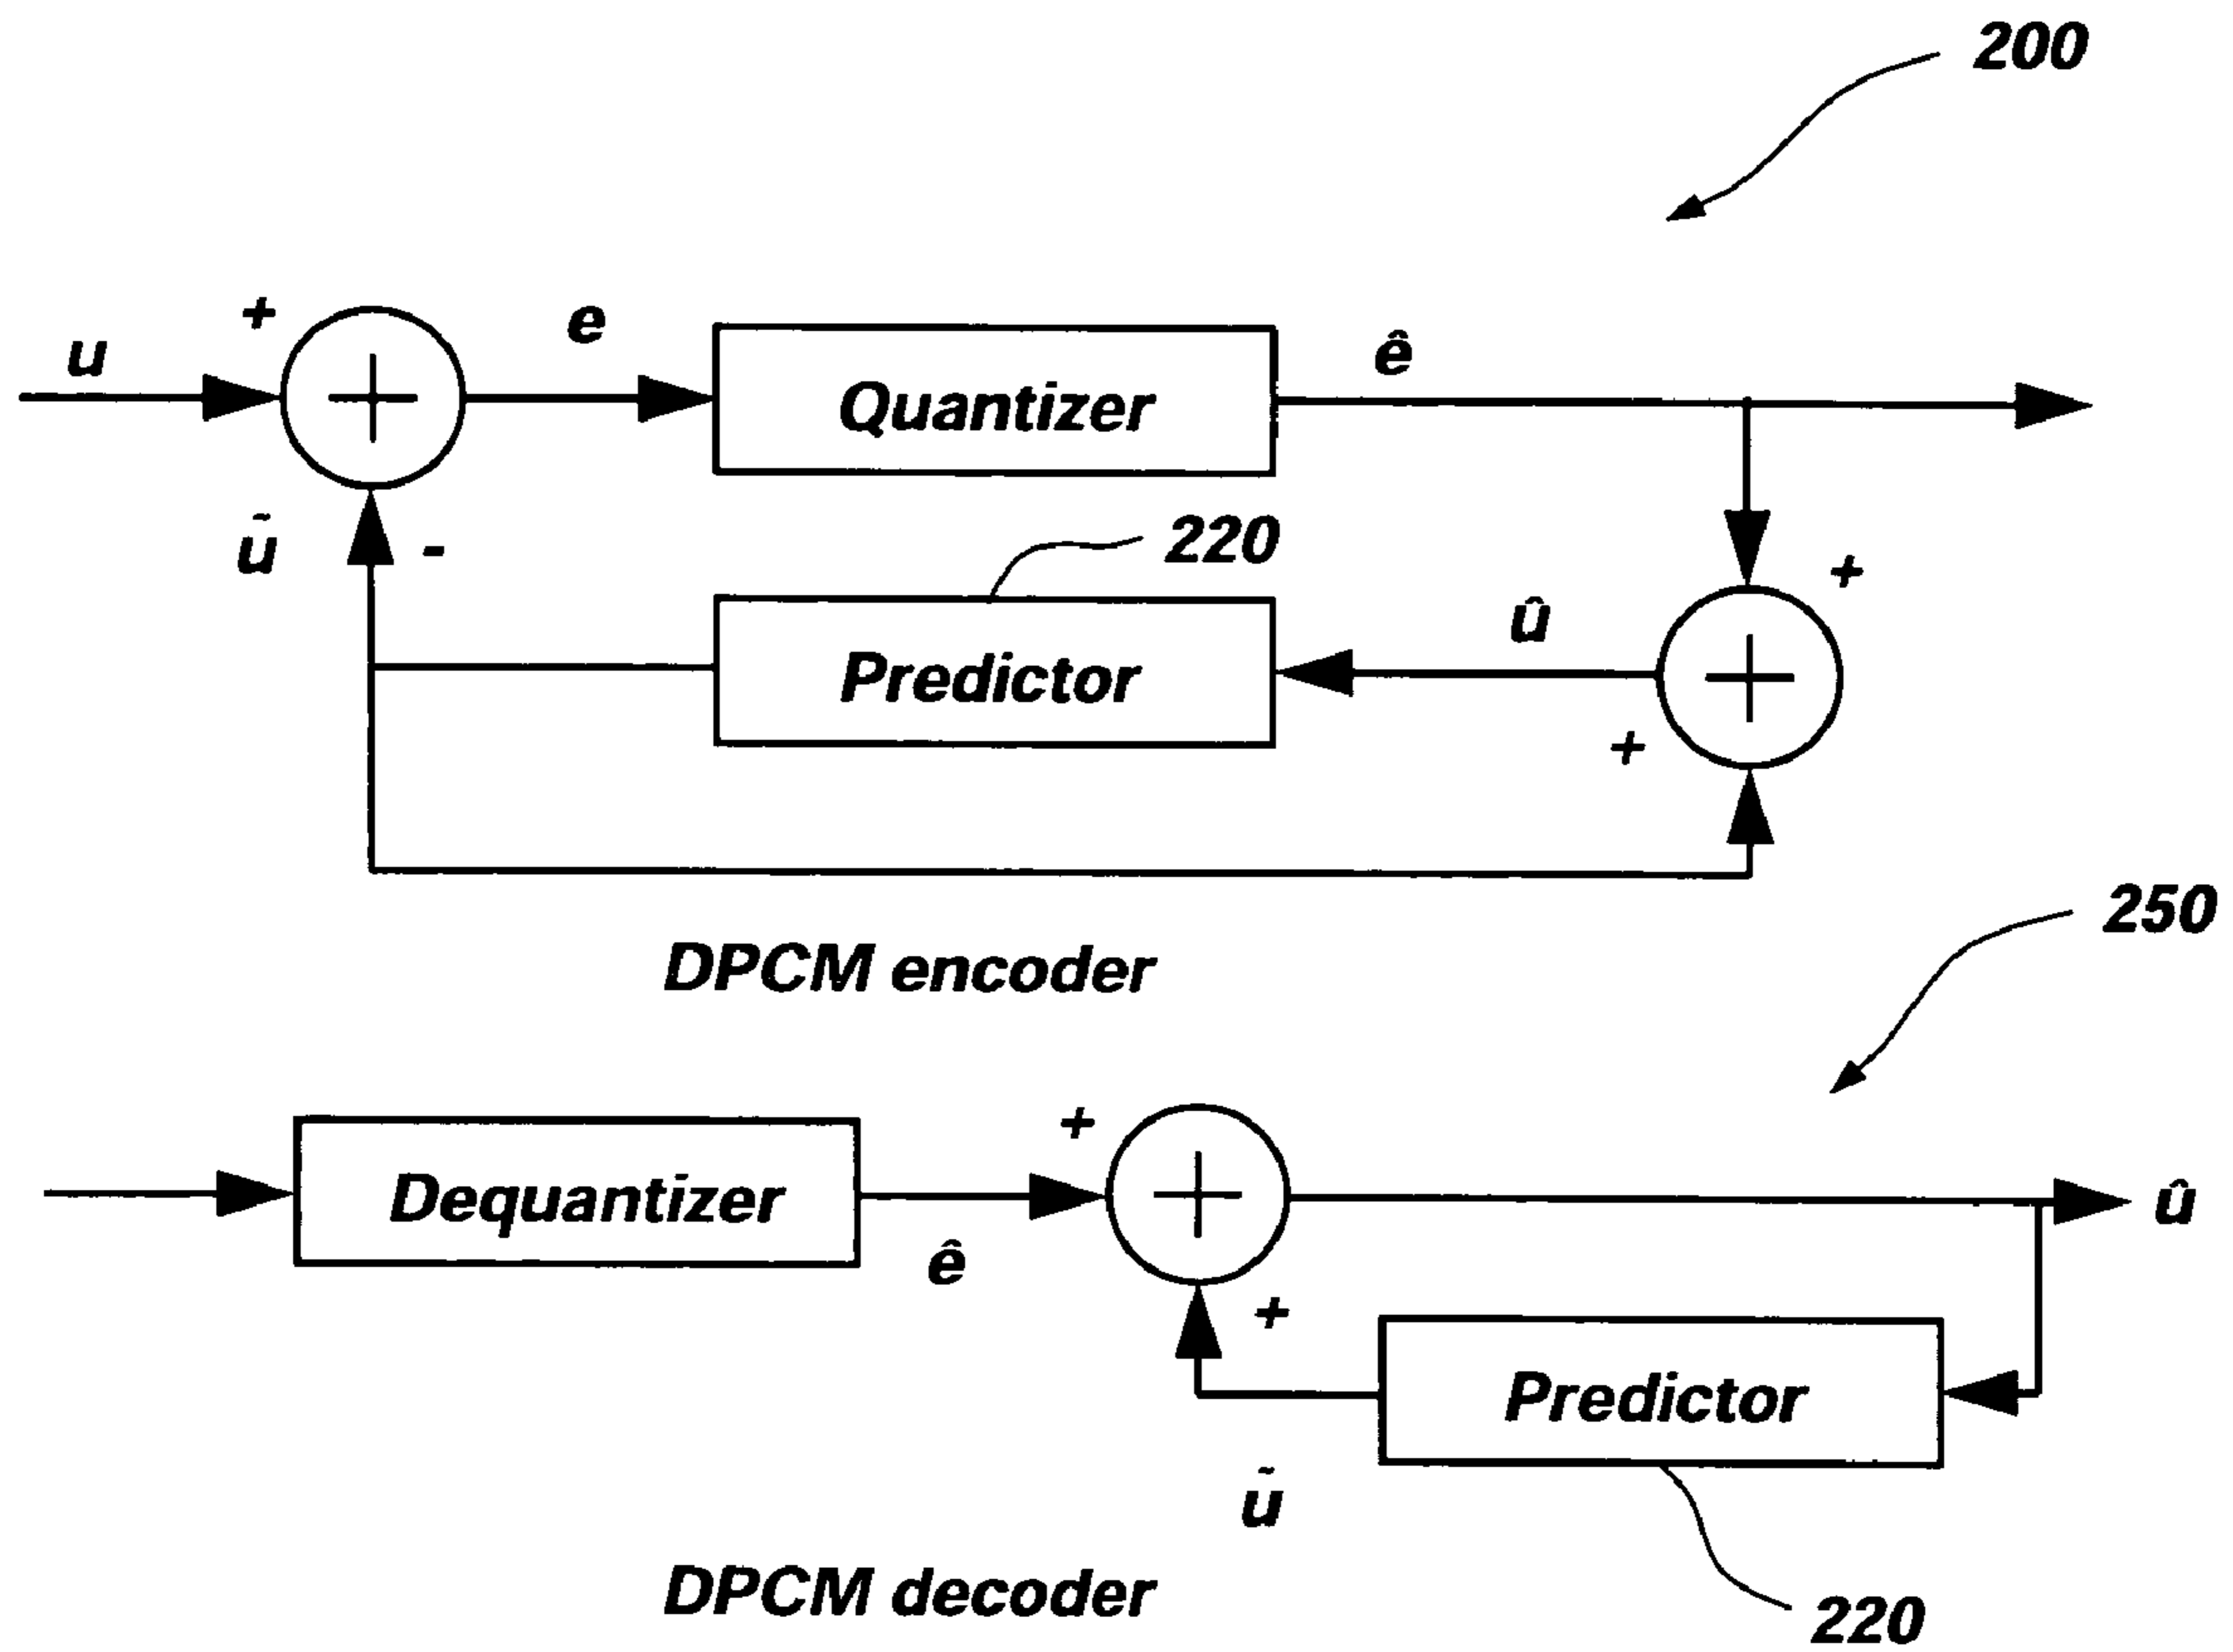 200
+
u
e
Quantizer
ê
ũ
-
220
+
Predictor
û
+
DPCM encoder
250
+
Dequantizer
ê
û
+
Predictor
ũ
DPCM decoder
220